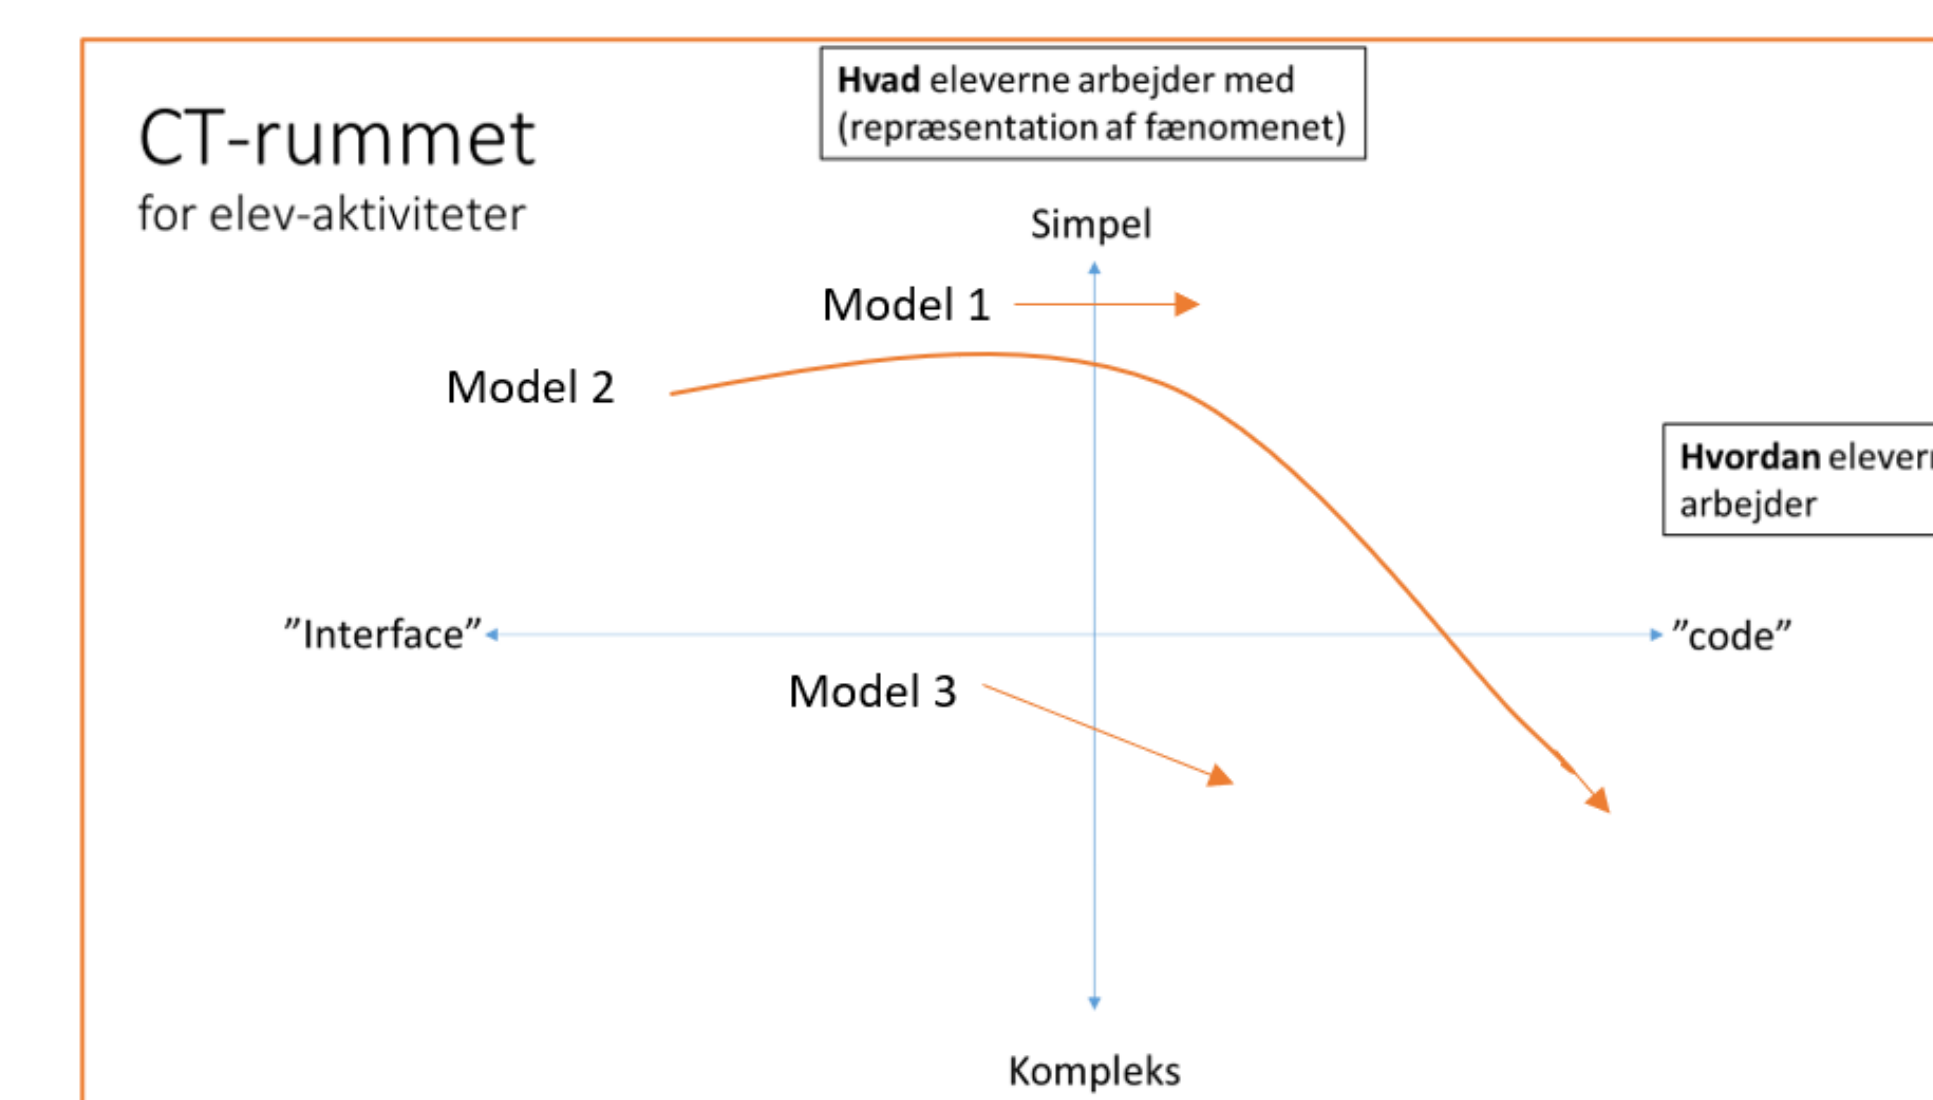 Hvad eleverne arbejder med
(repræsentation af fænomenet)
CT-rummet
for elev-aktiviteter
Simpel
Model 1
Model 2
Hvordan
arbejder
”Interface”
”code”
Model 3
Kompleks